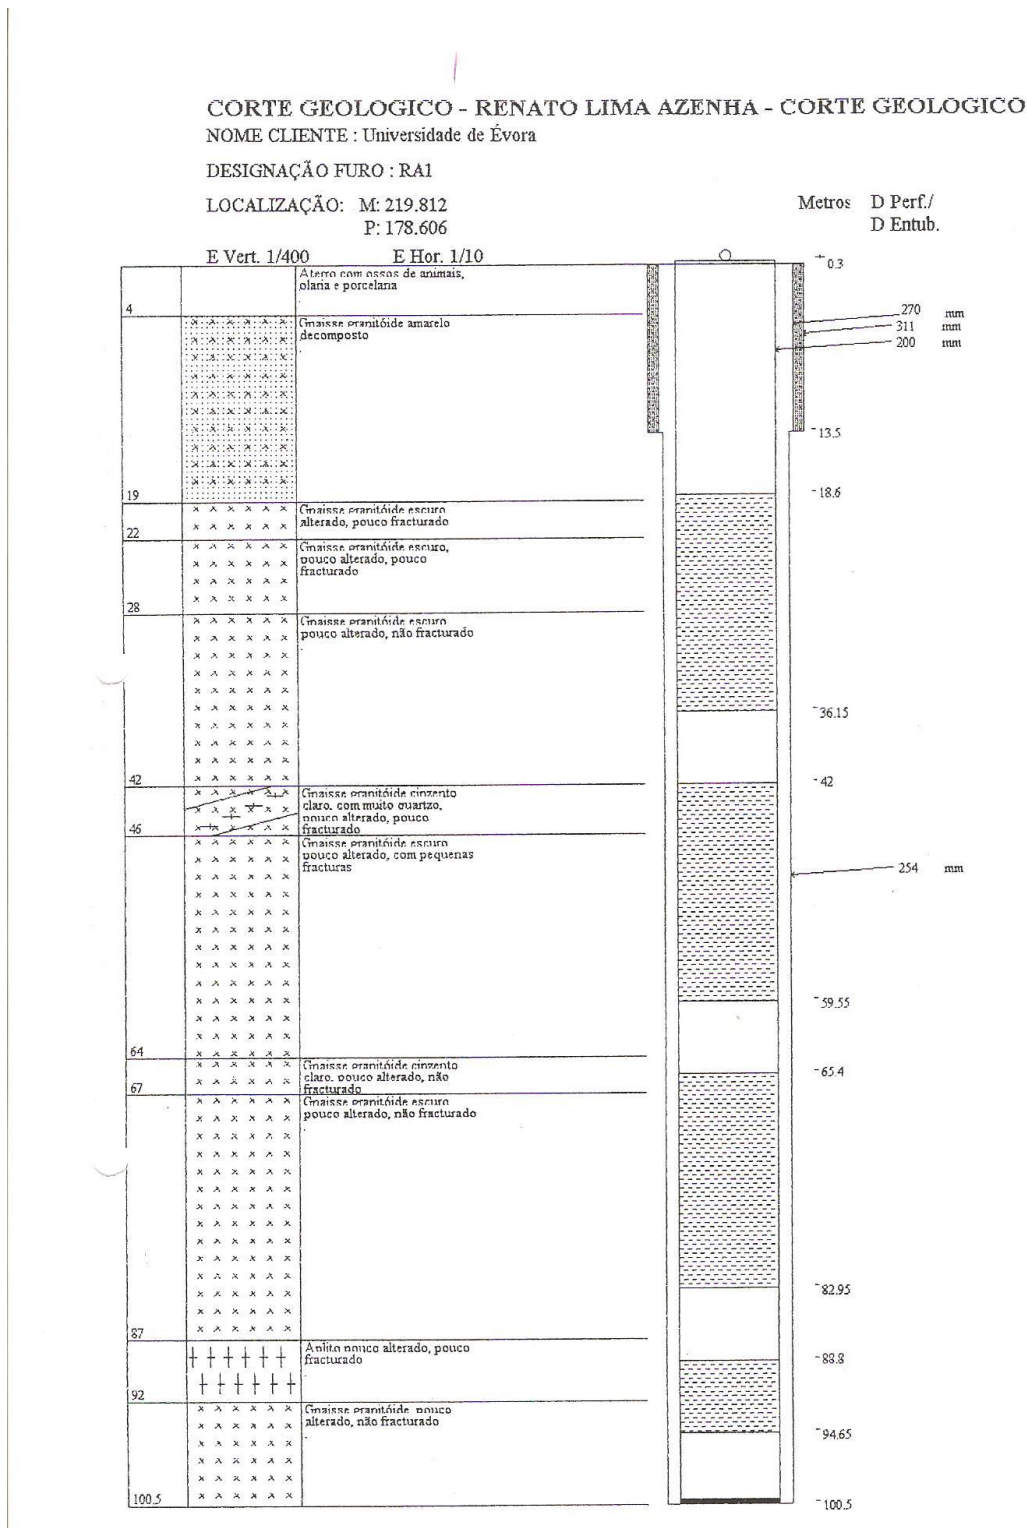 CORTE GEOLOGICO - RENATO LIMA AZENHA - CORTE GEOLOGICO
NOME CLIENTE : Universidade de Évora
DESIGNAÇÃO FURO : RA1
LOCALIZAÇÃO: M: 219.812
P: 178.606
Metros D Perf./
D Entub.
E Vert. 1/400 E Hor. 1/10
Aterro com ossos de animais,
olaria e porcelana
4
Gnaisse granitóide amarelo
decomposto
19
Gnaisse granitóide escuro
alterado, pouco fracturado
22
Gnaisse granitóide escuro,
pouco alterado, pouco
fracturado
28
Gnaisse granitóide escuro
pouco alterado, não fracturado
42
Gnaisse granitóide cinzento
claro, com muito quartzo,
pouco alterado, pouco
fracturado
46
Gnaisse granitóide escuro
pouco alterado, com pequenas
fracturas
64
Gnaisse granitóide cinzento
claro, pouco alterado, não
fracturado
67
Gnaisse granitóide escuro
pouco alterado, não fracturado
87
Aplito pouco alterado, pouco
fracturado
92
Gnaisse granitóide pouco
alterado, não fracturado
100.5
+ 0.3
270 mm
311 mm
200 mm
-13.5
-18.6
-36.15
-42
254 mm
-59.55
-65.4
-82.95
-88.8
-94.65
-100.5